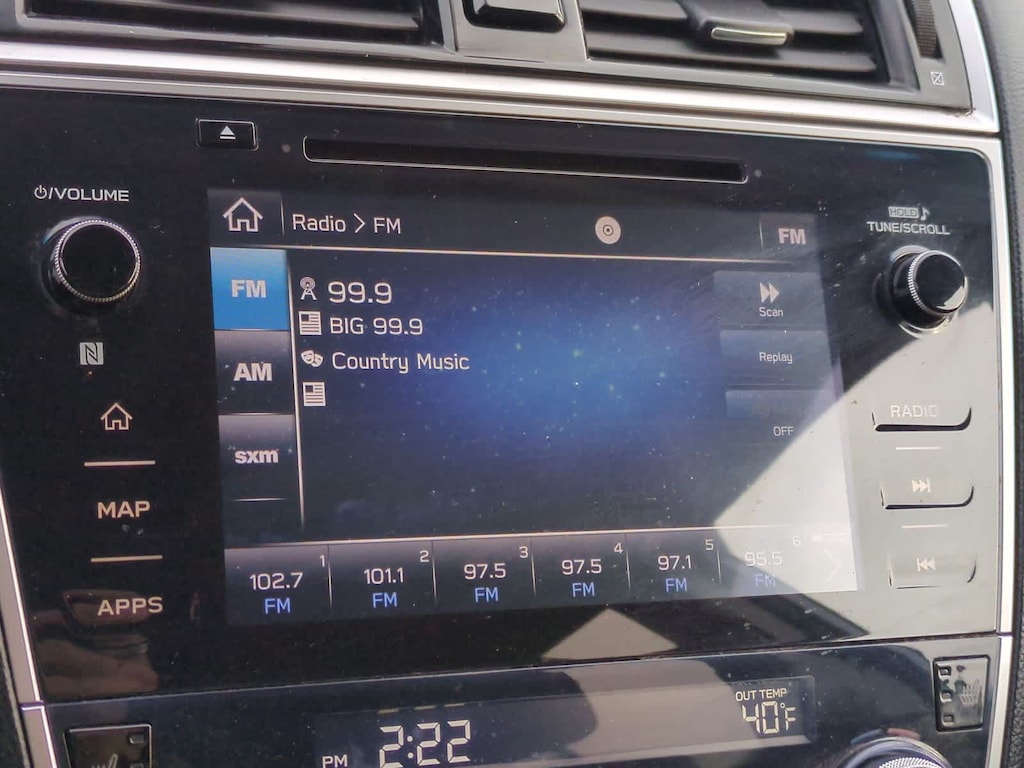 ⏻/VOLUME
HOLD
TUNE/SCROLL
Radio > FM
FM
FM
99.9
BIG 99.9
Country Music
AM
sxm
Scan
Replay
OFF
MAP
APPS
RADIO
1 2 3 4 5 6
102.7 101.1 97.5 97.5 97.1 95.5
FM FM FM FM FM FM
PM 2:22
OUT TEMP
40°F